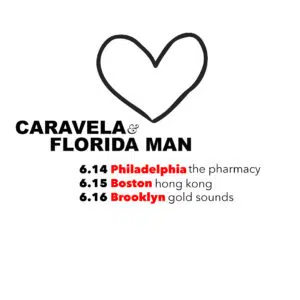 CARAVELA &
FLORIDA MAN
6.14 Philadelphia the pharmacy
6.15 Boston hong kong
6.16 Brooklyn gold sounds